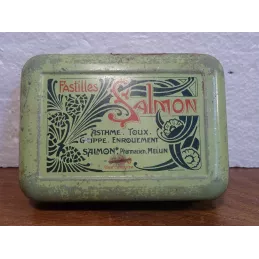 Pastilles
Salmon
Asthme. Toux.
Grippe. Enrouement
Salmon, Pharmacien, Melun